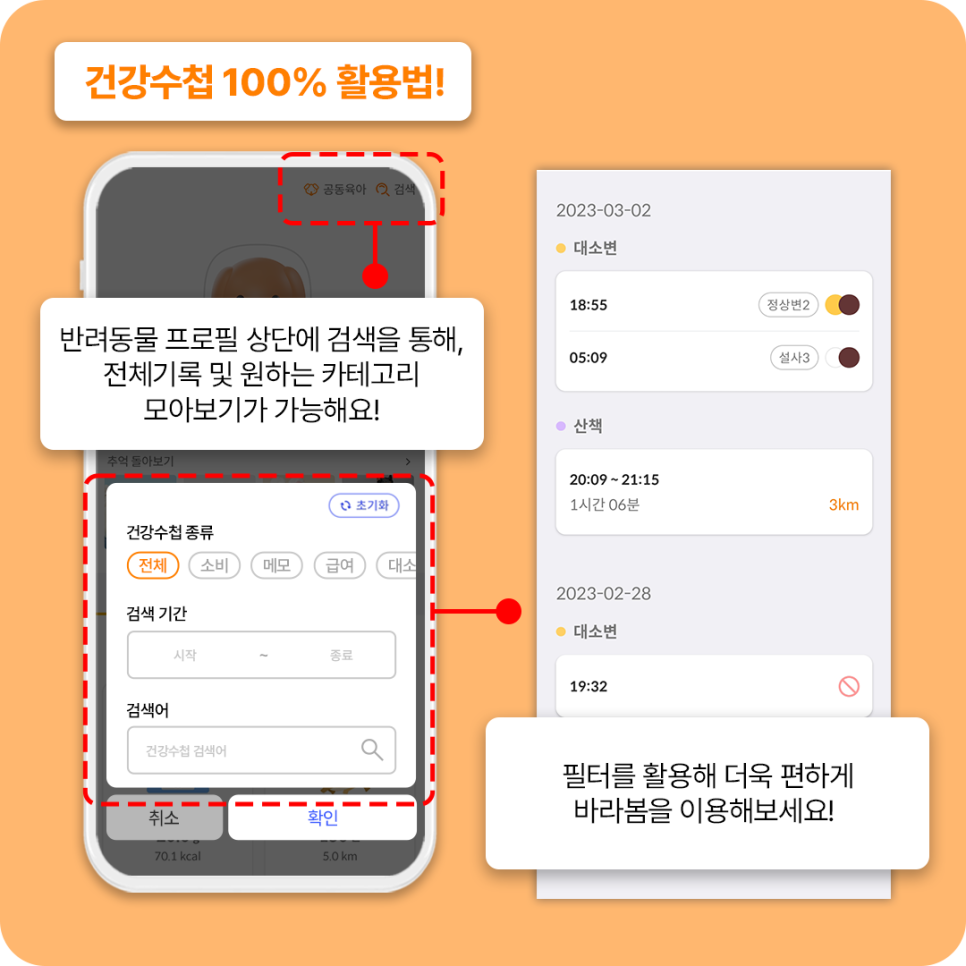 건강수첩 100% 활용법!
공동육아 검색
반려동물 프로필 상단에 검색을 통해,
전체기록 및 원하는 카테고리
모아보기가 가능해요!
추억 돌아보기 >
초기화
건강수첩 종류
전체 소비 메모 급여 대소
검색 기간
시작 ~ 종료
검색어
건강수첩 검색어
취소 확인
70.1 kcal 5.0 km
2023-03-02
대소변
18:55 정상변2
05:09 설사3
산책
20:09 ~ 21:15
1시간 06분 3km
2023-02-28
대소변
19:32
필터를 활용해 더욱 편하게
바라봄을 이용해보세요!